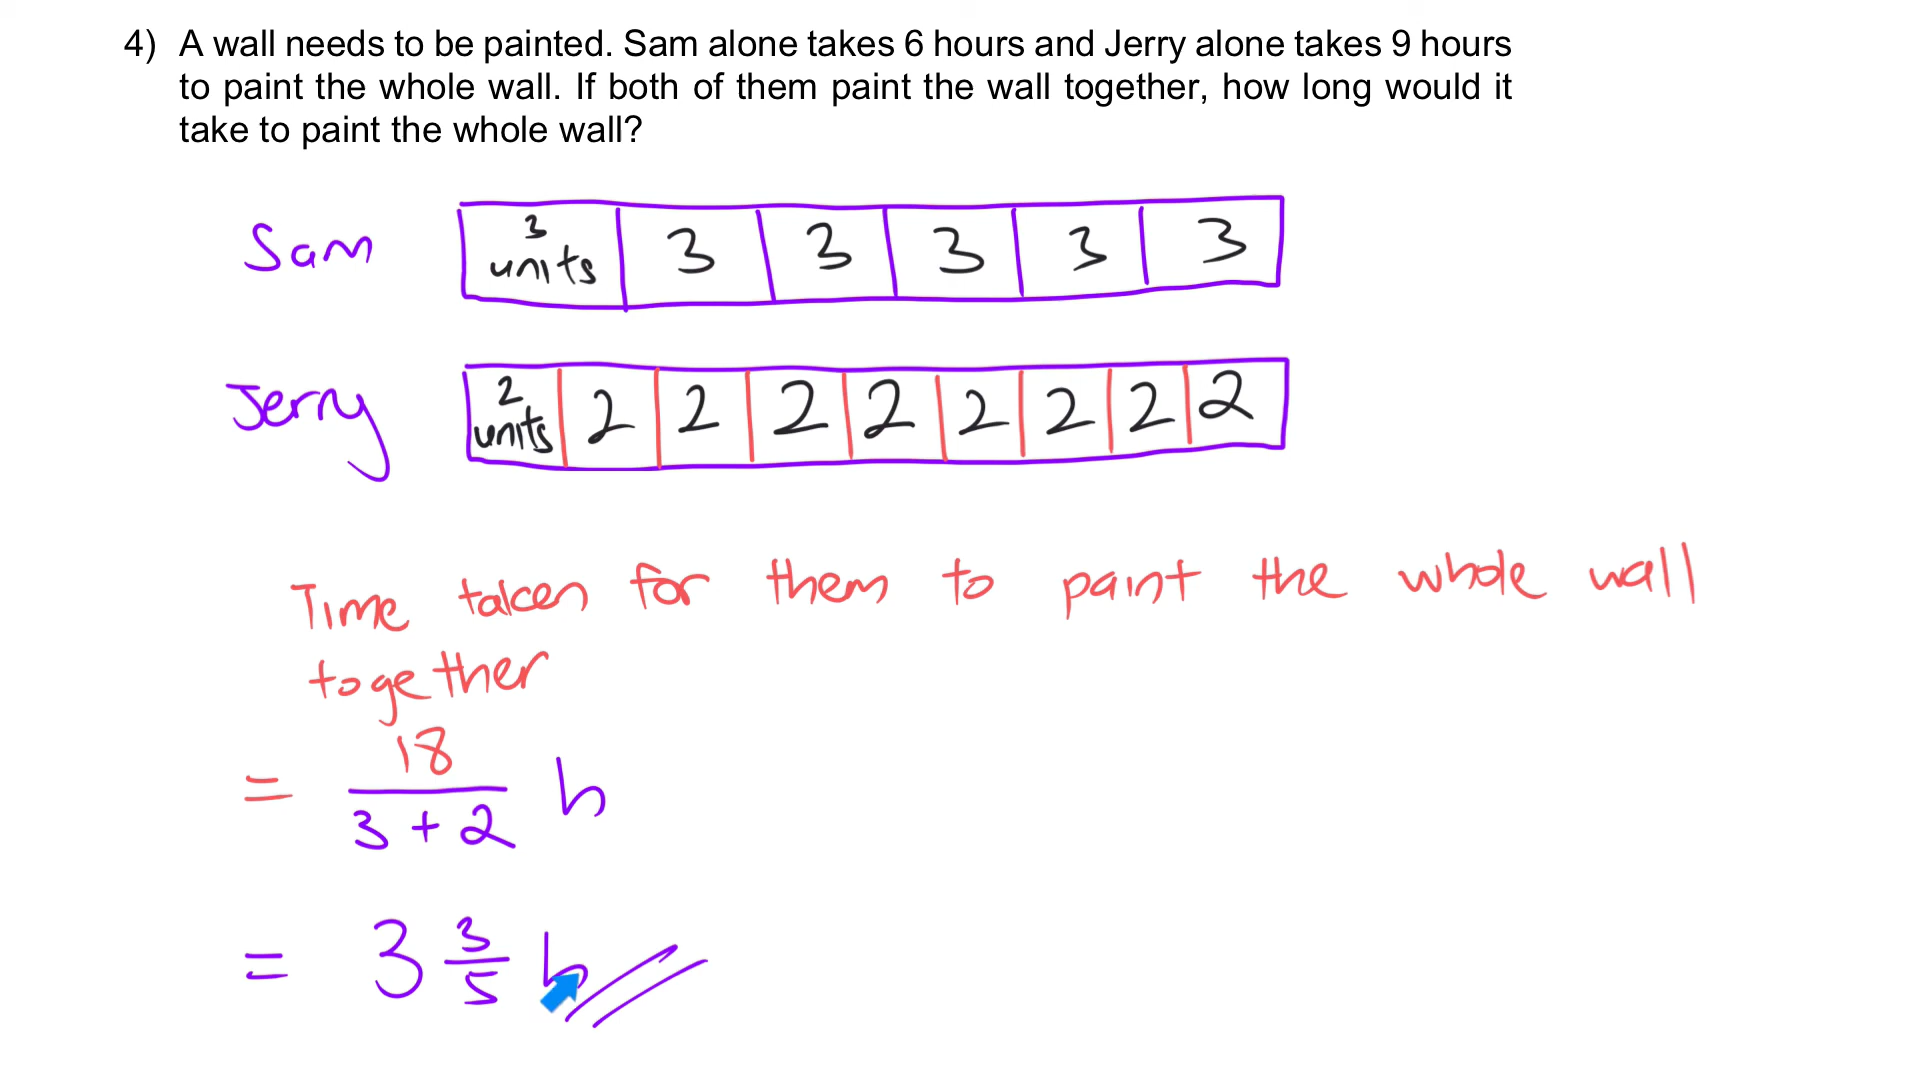 4) A wall needs to be painted. Sam alone takes 6 hours and Jerry alone takes 9 hours
to paint the whole wall. If both of them paint the wall together, how long would it
take to paint the whole wall?
Sam 3 units 3 3 3 3 3
Jerry 2 units 2 2 2 2 2 2 2 2
Time taken for them to paint the whole wall
together
= 18/(3 + 2) h
= 3 3/5 h